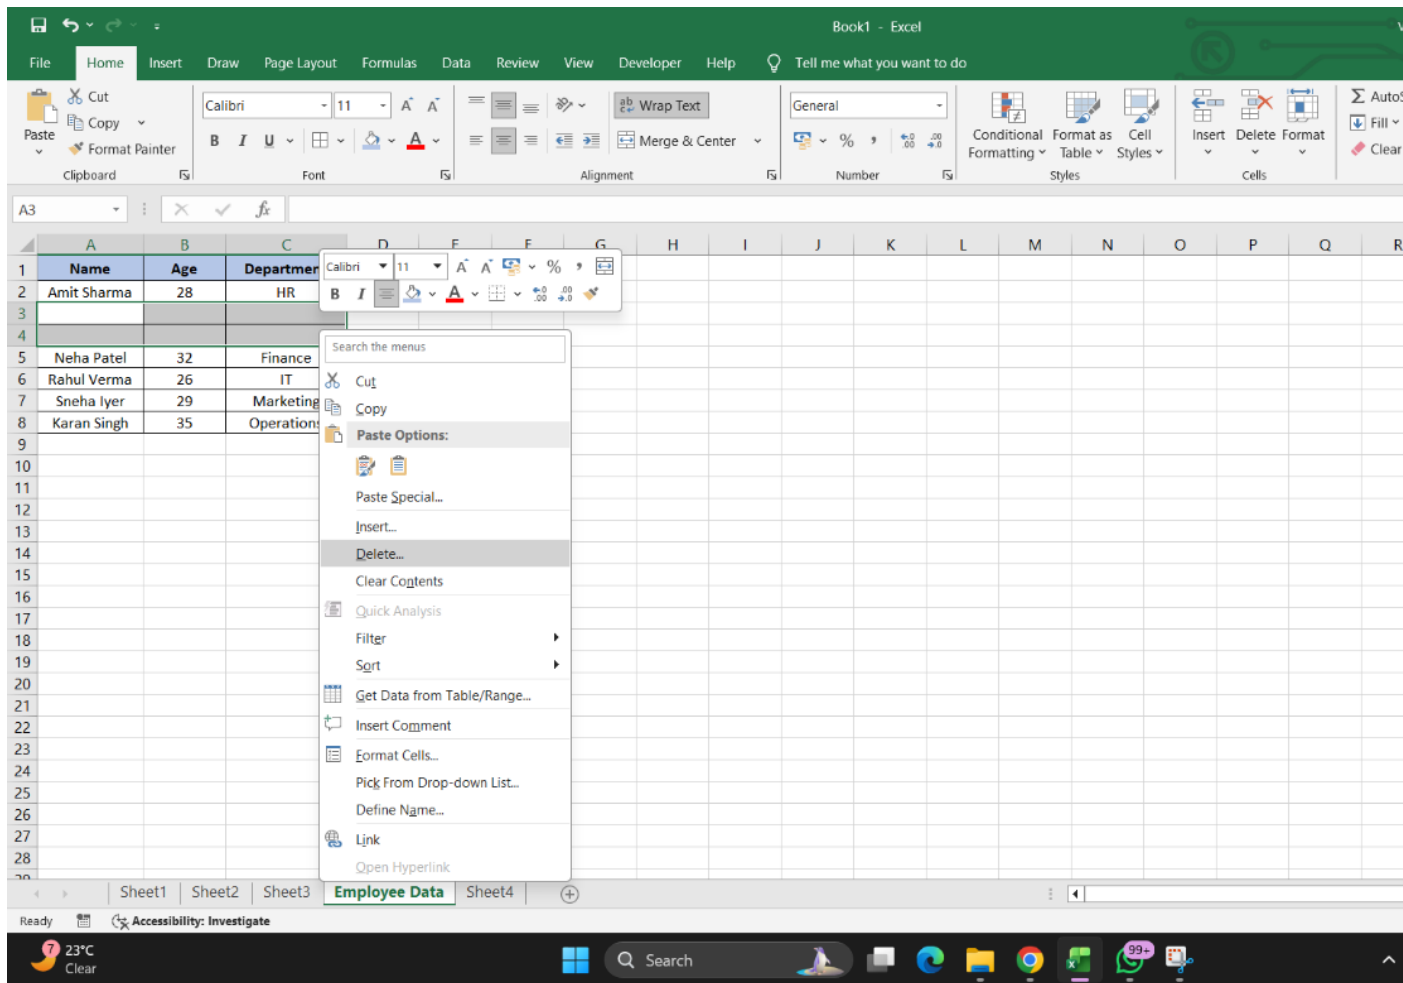 Book1 - Excel
File Home Insert Draw Page Layout Formulas Data Review View Developer Help Tell me what you want to do
Paste
Cut
Copy
Format Painter
Clipboard
Calibri 11 A A
B I U A
Font
ab Wrap Text
Merge & Center
Alignment
General
% , .00
Number
Conditional Formatting
Format as Table
Cell Styles
Styles
Insert Delete Format
Cells
Fill
Clear
A3 fx
A B C D E F G H I J K L M N O P Q R
1 Name Age
2 Amit Sharma 28 HR
3
4
5 Neha Patel 32 Finance
6 Rahul Verma 26 IT
7 Sneha Iyer 29 Marketing
8 Karan Singh 35
9
10
11
12
13
14
15
16
17
18
19
20
21
22
23
24
25
26
27
28
Calibri 11 A A % ,
B I A
Search the menus
Cut
Copy
Paste Options:
Paste Special...
Insert...
Delete...
Clear Contents
Quick Analysis
Filter
Sort
Get Data from Table/Range...
Insert Comment
Format Cells...
Pick From Drop-down List...
Define Name...
Link
Open Hyperlink
Sheet1 Sheet2 Sheet3 Employee Data Sheet4
Ready Accessibility: Investigate
7 23°C
Clear
Search
99+